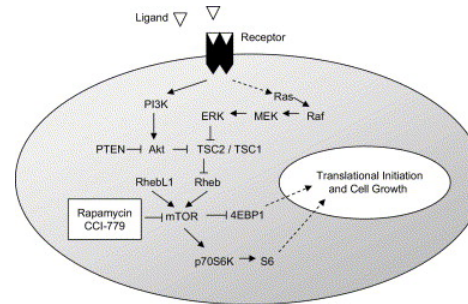 Ligand
Receptor
PI3K
Ras
ERK
MEK
Raf
PTEN
Akt
TSC2 / TSC1
Translational Initiation
and Cell Growth
RhebL1
Rheb
Rapamycin
CCI-779
mTOR
4EBP1
p70S6K
S6